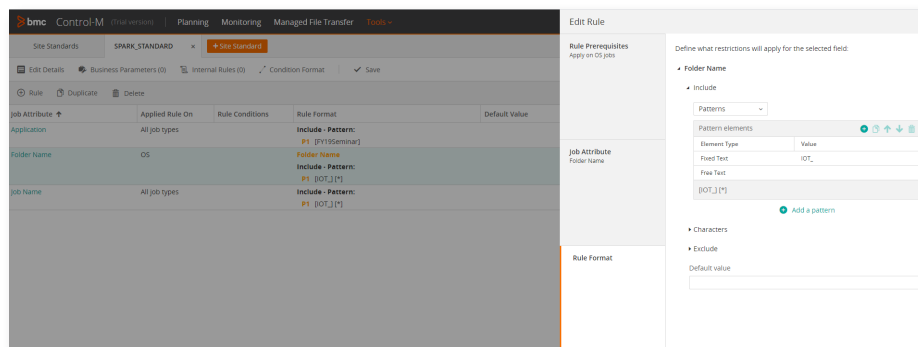 bmc Control-M (Trial version) Planning Monitoring Managed File Transfer Tools
Site Standards SPARK_STANDARD × + Site Standard
Edit Details Business Parameters (0) Internal Rules (0) Condition Format Save
Rule Duplicate Delete
Job Attribute Applied Rule On Rule Conditions Rule Format Default Value
Application All job types Include - Pattern:
P1 [FY19Seminar]
Folder Name OS Folder Name
Include - Pattern:
P1 [IOT_] [*]
Job Name All job types Include - Pattern:
P1 [IOT_] [*]
Edit Rule
Rule Prerequisites
Apply on OS jobs
Job Attribute
Folder Name
Rule Format
Define what restrictions will apply for the selected field:
Folder Name
Include
Patterns
Pattern elements
Element Type Value
Fixed Text IOT_
Free Text
[IOT_] [*]
Add a pattern
Characters
Exclude
Default value